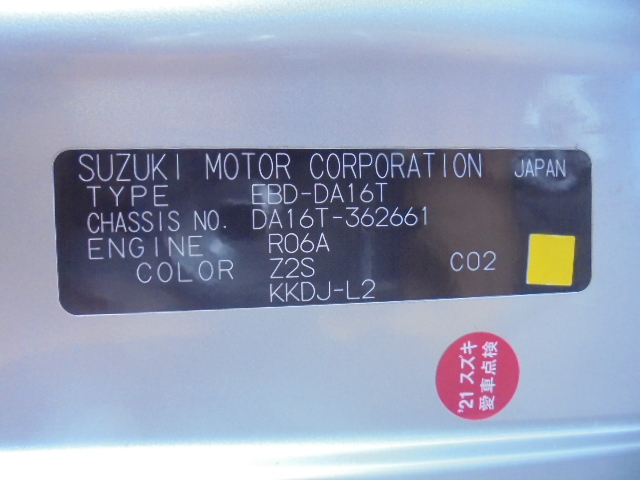 SUZUKI MOTOR CORPORATION JAPAN
TYPE EBD-DA16T
CHASSIS NO. DA16T-362661
ENGINE R06A
COLOR Z2S C02
KKDJ-L2
'21 スズキ
愛車点検